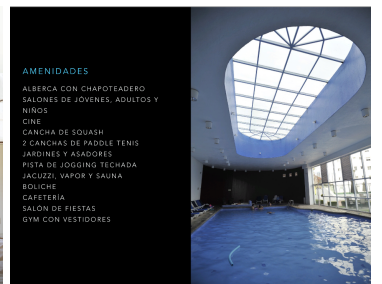 AMENIDADES
ALBERCA CON CHAPOTEADERO
SALONES DE JÓVENES, ADULTOS Y
NIÑOS
CINE
CANCHA DE SQUASH
2 CANCHAS DE PADDLE TENIS
JARDINES Y ASADORES
PISTA DE JOGGING TECHADA
JACUZZI, VAPOR Y SAUNA
BOLICHE
CAFETERÍA
SALÓN DE FIESTAS
GYM CON VESTIDORES